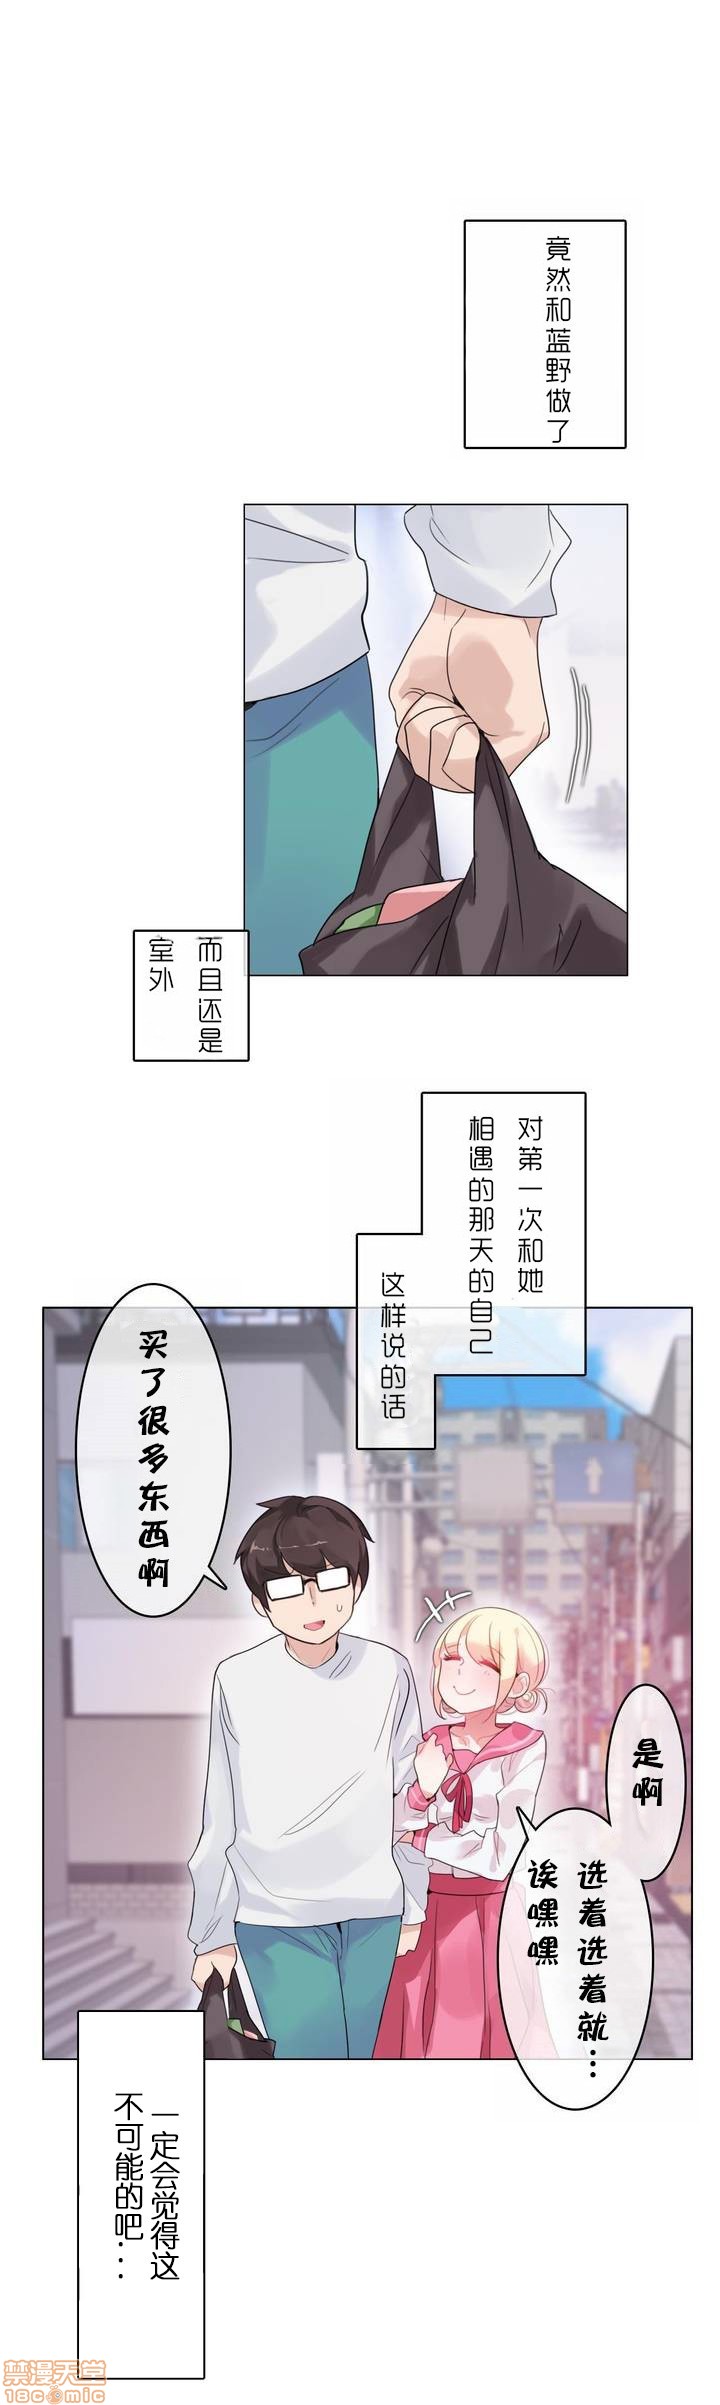 竟然和蓝野做了
而且还是
室外
对第一次和她
相遇的那天的自己
这样说的话
买了很多东西啊
是啊
选着选着就…
诶嘿嘿
一定会觉得这
不可能的吧...
禁漫天堂
18comic